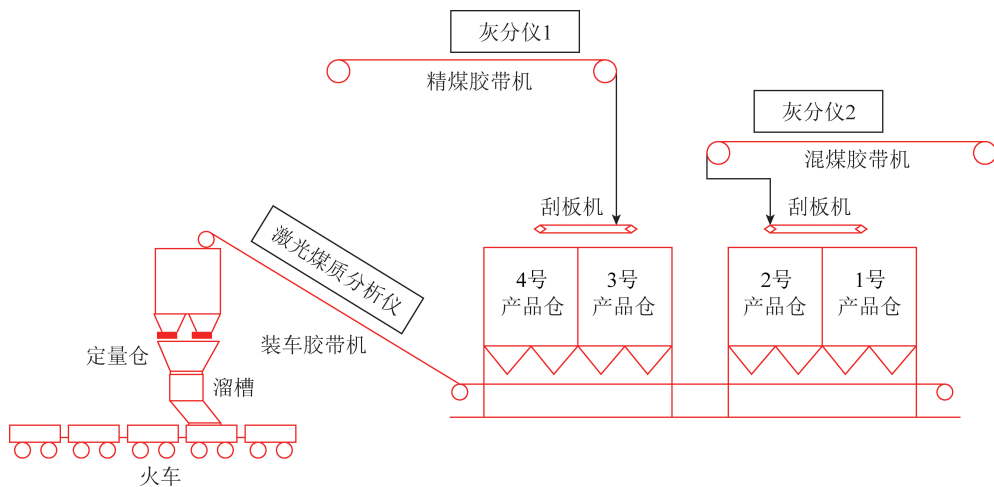 灰分仪1
精煤胶带机
灰分仪2
混煤胶带机
刮板机
刮板机
激光煤质分析仪
4号
产品仓
3号
产品仓
2号
产品仓
1号
产品仓
装车胶带机
定量仓
溜槽
火车